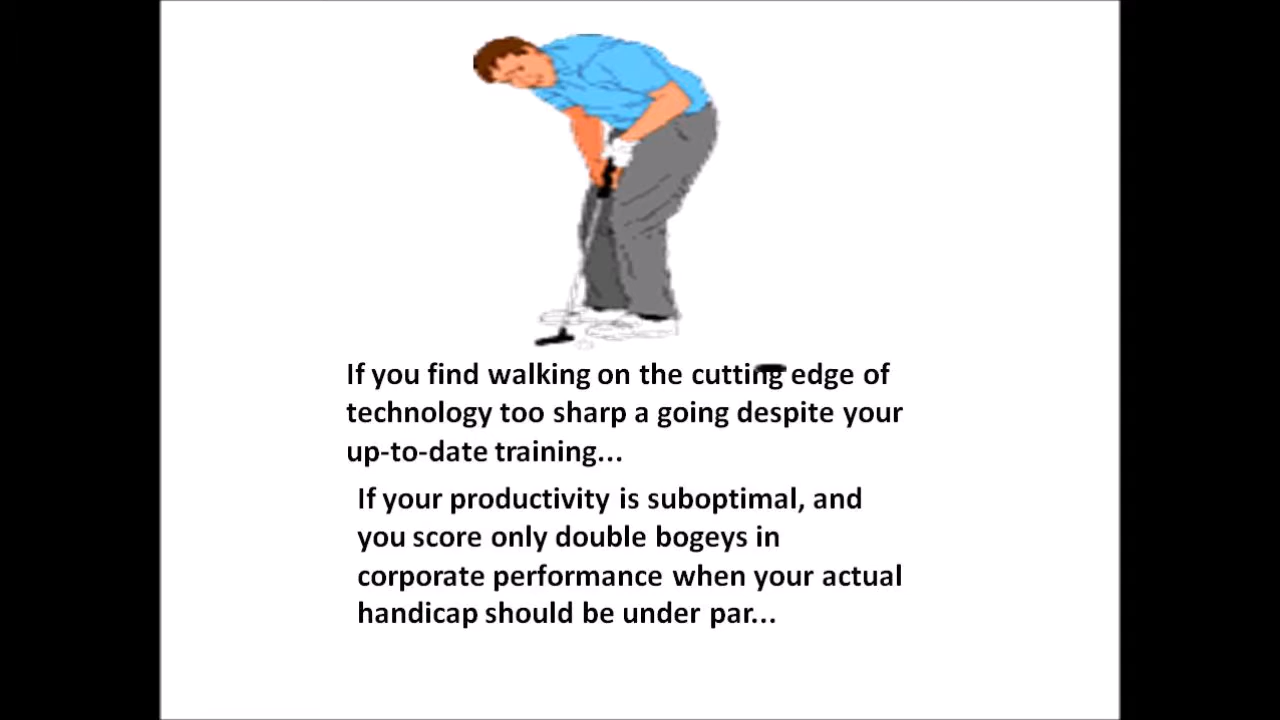 If you find walking on the cutting edge of
technology too sharp a going despite your
up-to-date training...
If your productivity is suboptimal, and
you score only double bogeys in
corporate performance when your actual
handicap should be under par...